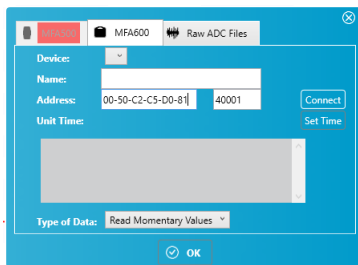 MFA500 MFA600 Raw ADC Files
Device:
Name:
Address: 00-50-C2-C5-D0-81 40001 Connect
Unit Time: Set Time
Type of Data: Read Momentary Values
OK